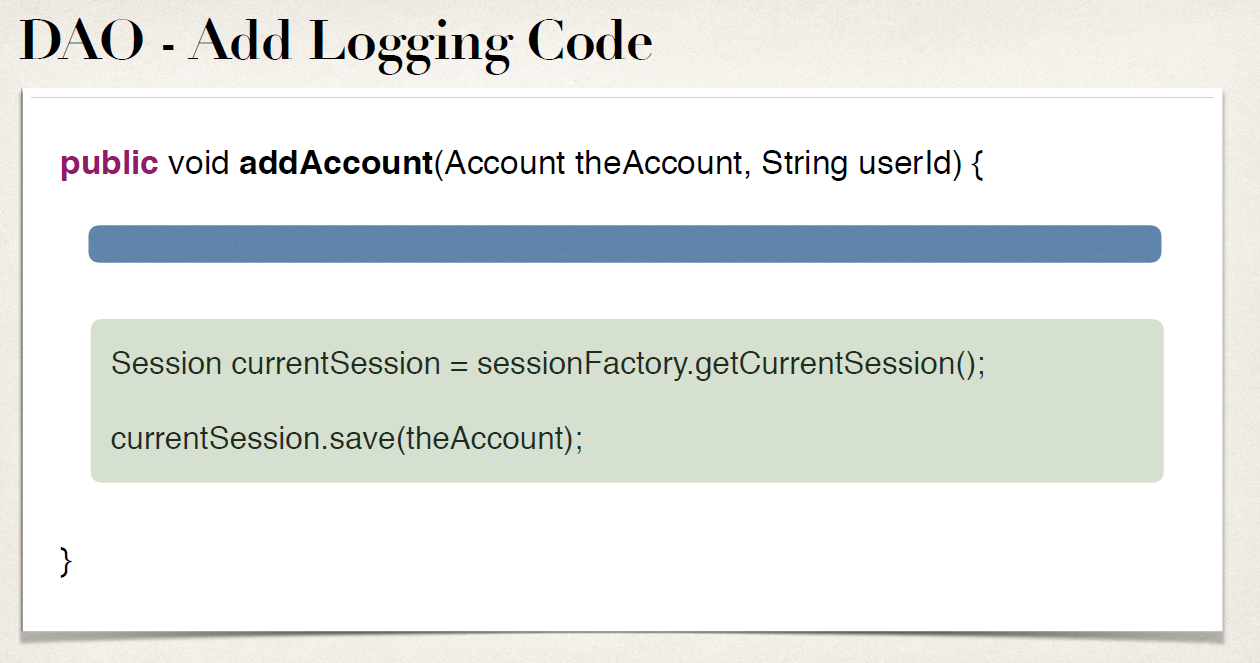 DAO - Add Logging Code
public void addAccount(Account theAccount, String userId) {
Session currentSession = sessionFactory.getCurrentSession();
currentSession.save(theAccount);
}